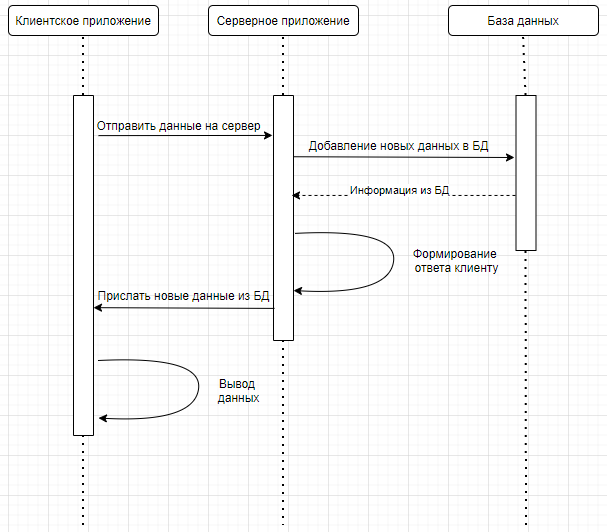 Клиентское приложение
Серверное приложение
База данных
Отправить данные на сервер
Добавление новых данных в БД
Информация из БД
Формирование
ответа клиенту
Прислать новые данные из БД
Вывод
данных